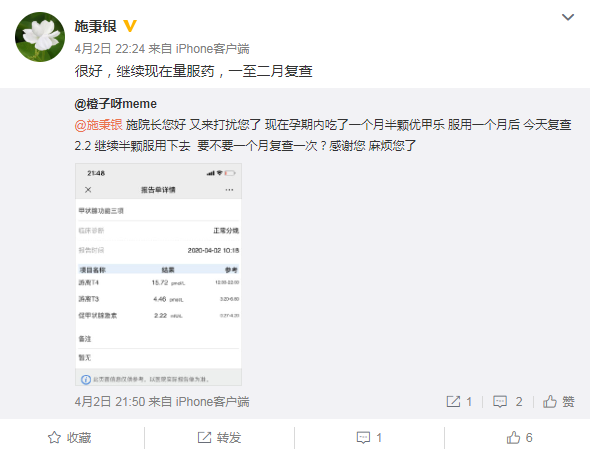 施秉银
4月2日 22:24 来自 iPhone客户端
很好，继续现在量服药，一至二月复查
@橙子呀meme
@施秉银 施院长您好 又来打扰您了 现在孕期内吃了一个月半颗优甲乐 服用一个月后 今天复查
2.2 继续半颗服用下去 要不要一个月复查一次？感谢您 麻烦您了
21:48
报告单详情
甲状腺功能三项
临床诊断 正常分娩
报告时间 2020-04-02 10:18
项目名称 结果 参考
游离T4 15.72 pmol/L
游离T3 4.46 pmol/L
促甲状腺激素 2.22
备注
暂无
4月2日 21:50 来自 iPhone客户端 1 2 赞
收藏 转发 1 6